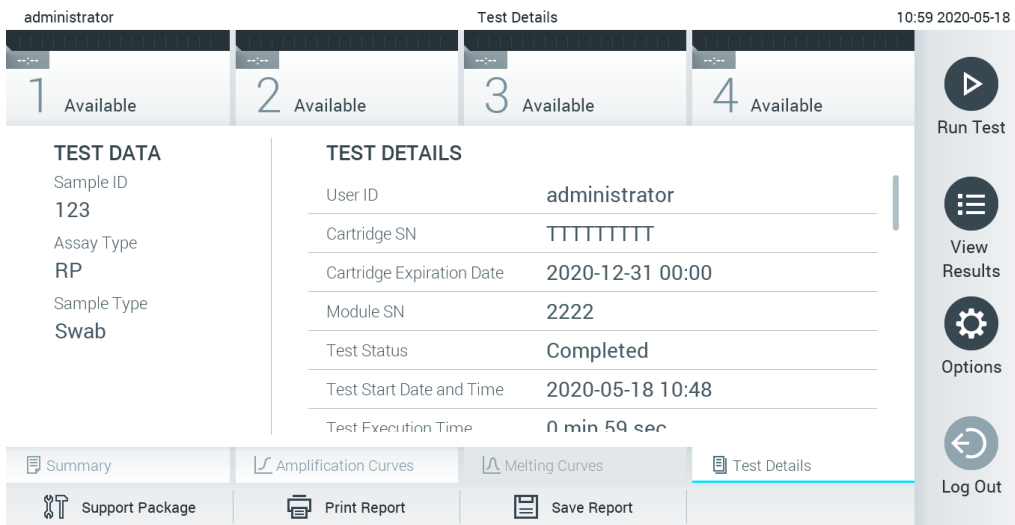 administrator Test Details 10:59 2020-05-18
--:-- --:-- --:-- --:--
1 Available 2 Available 3 Available 4 Available
Run Test
View
Results
Options
Log Out
TEST DATA
Sample ID
123
Assay Type
RP
Sample Type
Swab
TEST DETAILS
User ID administrator
Cartridge SN TTTTTTTTT
Cartridge Expiration Date 2020-12-31 00:00
Module SN 2222
Test Status Completed
Test Start Date and Time 2020-05-18 10:48
Test Execution Time 0 min 59 sec
Summary Amplification Curves Melting Curves Test Details
Support Package Print Report Save Report